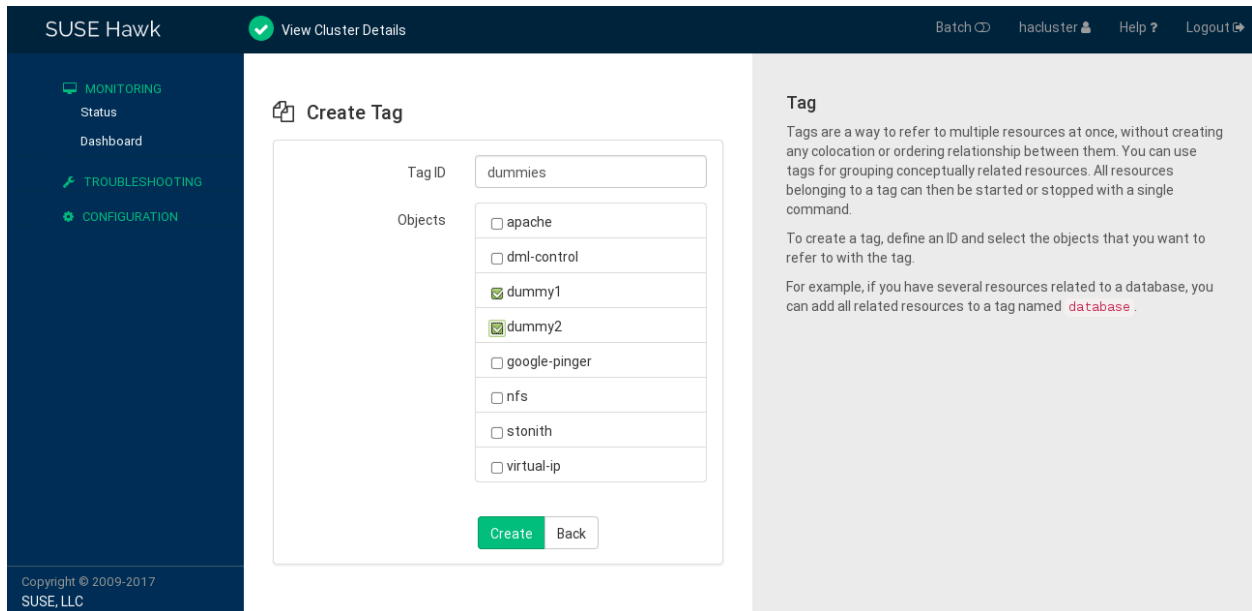 SUSE Hawk
View Cluster Details
Batch
hacluster
Help ?
Logout
MONITORING
Status
Dashboard
TROUBLESHOOTING
CONFIGURATION
Copyright © 2009-2017
SUSE, LLC
Create Tag
Tag ID
dummies
Objects
apache
dml-control
dummy1
dummy2
google-pinger
nfs
stonith
virtual-ip
Create
Back
Tag
Tags are a way to refer to multiple resources at once, without creating
any colocation or ordering relationship between them. You can use
tags for grouping conceptually related resources. All resources
belonging to a tag can then be started or stopped with a single
command.
To create a tag, define an ID and select the objects that you want to
refer to with the tag.
For example, if you have several resources related to a database, you
can add all related resources to a tag named database.